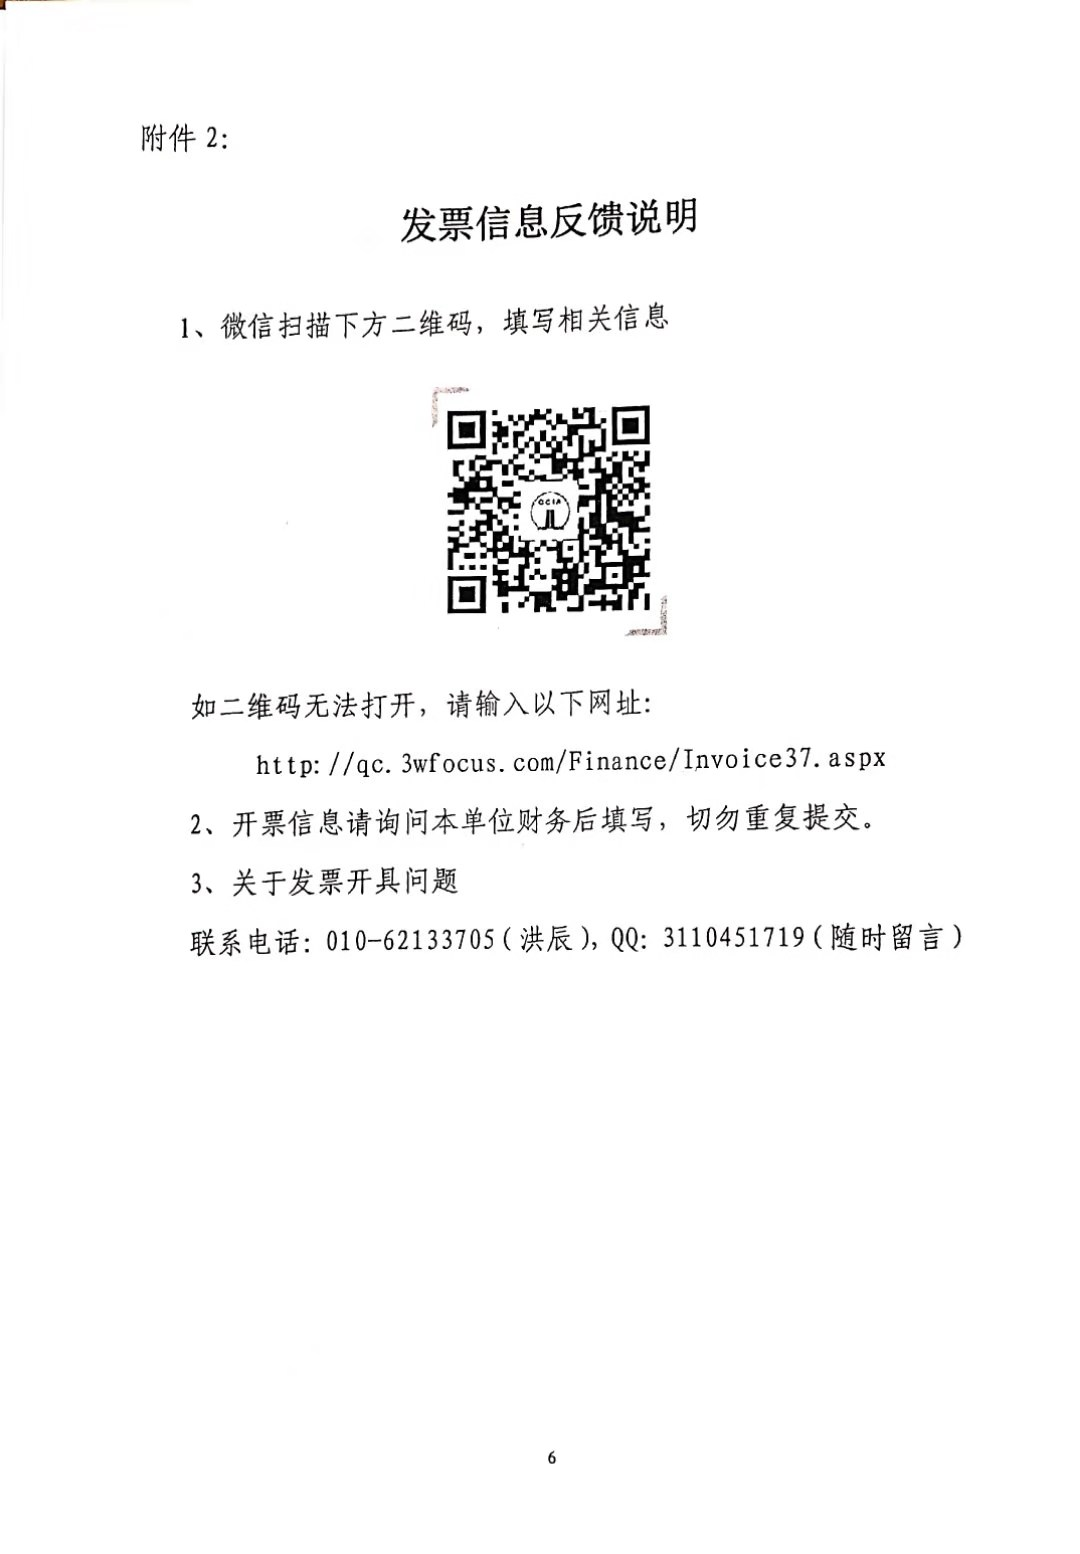 附件 2:
发票信息反馈说明
1、微信扫描下方二维码，填写相关信息
CCIA
如二维码无法打开，请输入以下网址:
http://qc.3wfocus.com/Finance/Invoice37.aspx
2、开票信息请询问本单位财务后填写，切勿重复提交。
3、关于发票开具问题
联系电话: 010-62133705(洪辰), QQ: 3110451719(随时留言)
6